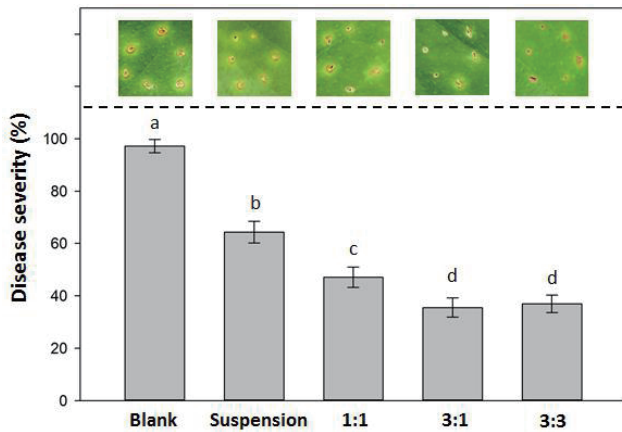 Disease severity (%)
100
80
60
40
20
0
a
b
c
d
d
Blank
Suspension
1:1
3:1
3:3